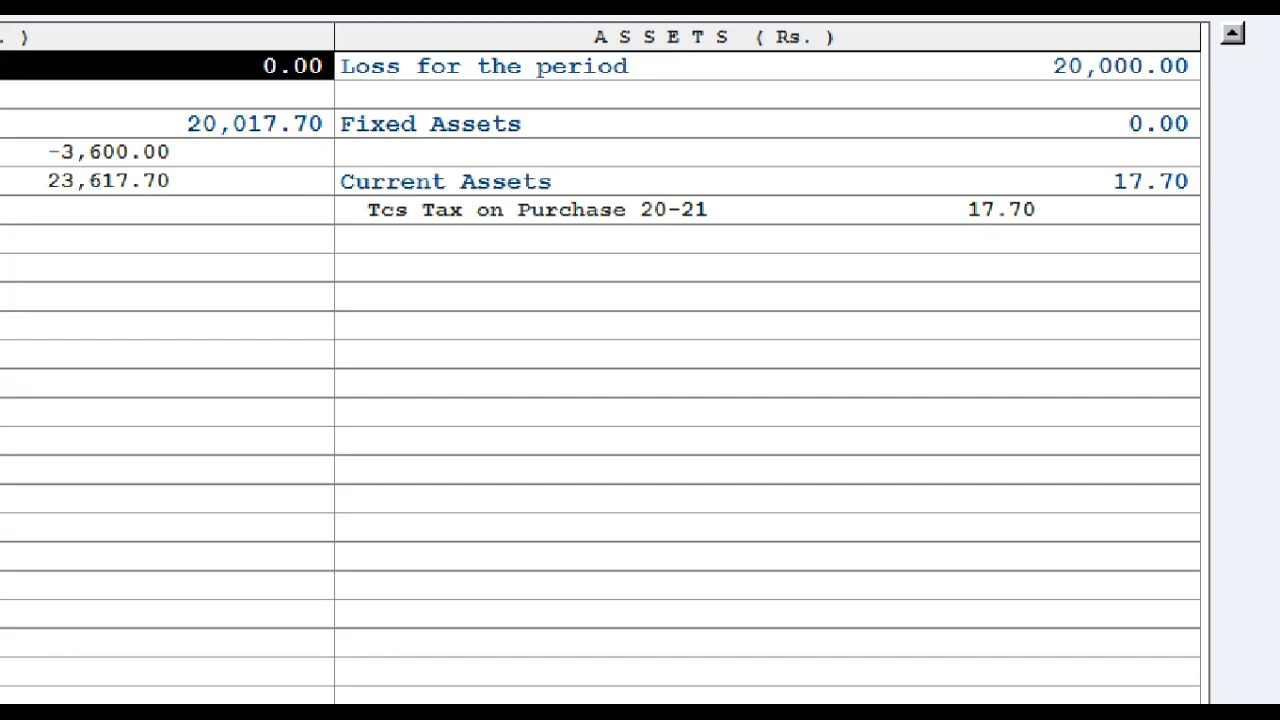 . ) A S S E T S ( Rs. )
0.00 Loss for the period 20,000.00
20,017.70 Fixed Assets 0.00
-3,600.00
23,617.70 Current Assets 17.70
Tcs Tax on Purchase 20-21 17.70